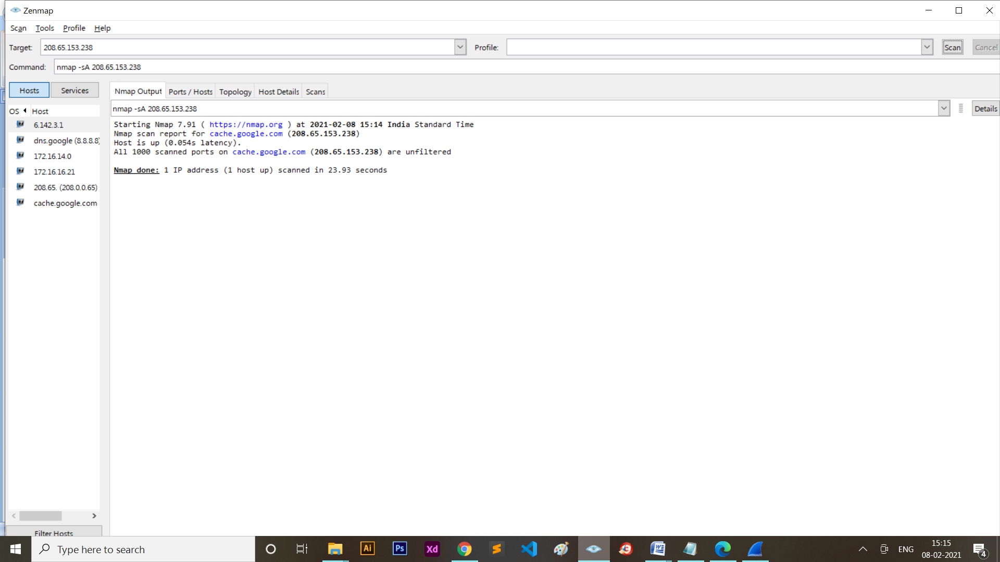 Zenmap
Scan Tools Profile Help
Target: 208.65.153.238 Profile: Scan Cancel
Command: nmap -sA 208.65.153.238
Hosts Services Nmap Output Ports / Hosts Topology Host Details Scans
nmap -sA 208.65.153.238 Details
OS Host
6.142.3.1
dns.google (8.8.8.8)
172.16.14.0
172.16.16.21
208.65. (208.0.0.65)
cache.google.com
Starting Nmap 7.91 ( https://nmap.org ) at 2021-02-08 15:14 India Standard Time
Nmap scan report for cache.google.com (208.65.153.238)
Host is up (0.054s latency).
All 1000 scanned ports on cache.google.com (208.65.153.238) are unfiltered
Nmap done: 1 IP address (1 host up) scanned in 23.93 seconds
Filter Hosts
Type here to search
Ai Ps Xd
ENG
15:15
08-02-2021
4